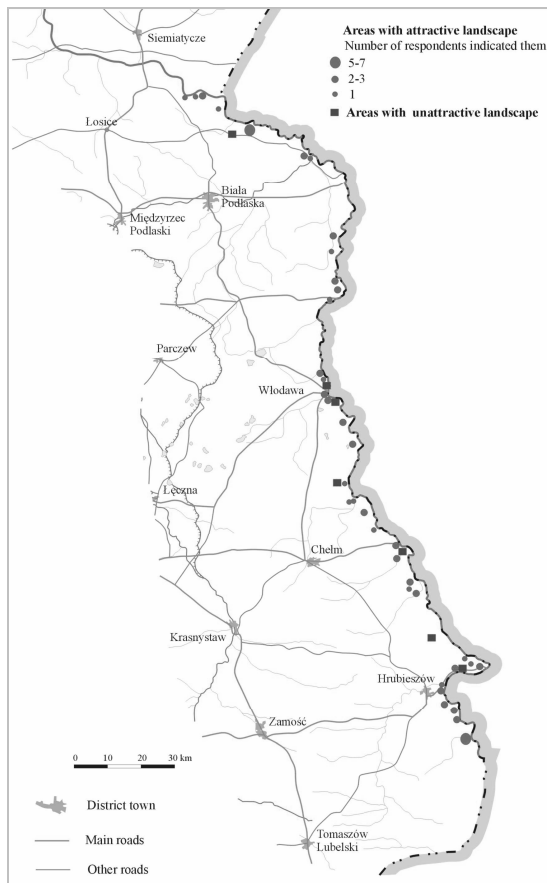 Siemiatycze
Areas with attractive landscape
Number of respondents indicated them
5-7
2-3
1
Areas with unattractive landscape
Łosice
Biała
Podlaska
Międzyrzec
Podlaski
Parczew
Włodawa
Łęczna
Chełm
Krasnystaw
Hrubieszów
Zamość
0 10 20 30 km
District town
Main roads
Other roads
Tomaszów
Lubelski